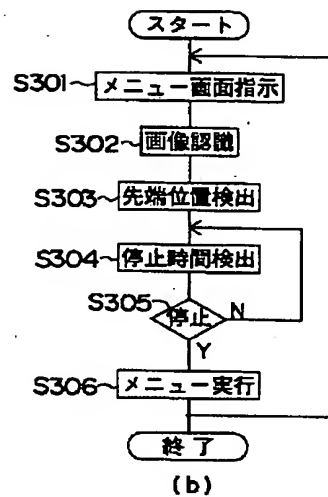 スタート
S301 メニュー画面指示
S302 画像認識
S303 先端位置検出
S304 停止時間検出
S305 停止 N
Y
S306 メニュー実行
終了
(b)